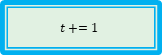 t += 1